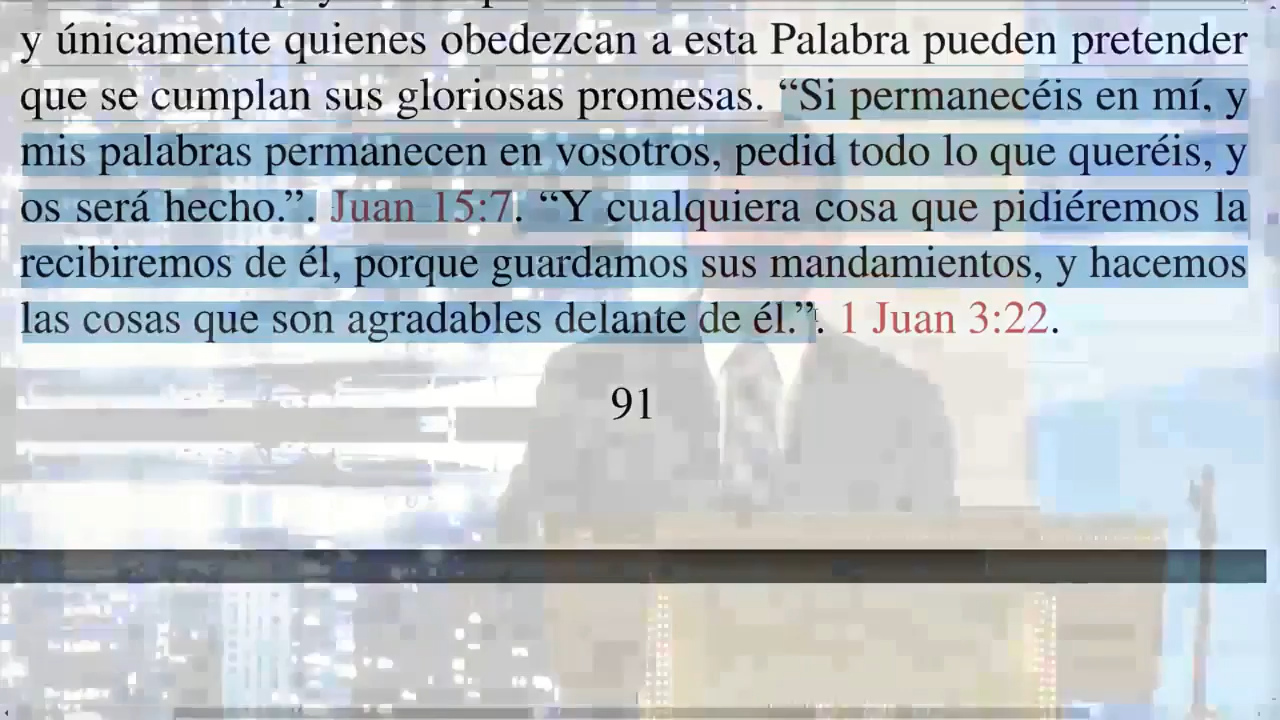 y únicamente quienes obedezcan a esta Palabra pueden pretender
que se cumplan sus gloriosas promesas. “Si permanecéis en mí, y
mis palabras permanecen en vosotros, pedid todo lo que queréis, y
os será hecho.”. Juan 15:7. “Y cualquiera cosa que pidiéremos la
recibiremos de él, porque guardamos sus mandamientos, y hacemos
las cosas que son agradables delante de él.”. 1 Juan 3:22.
91